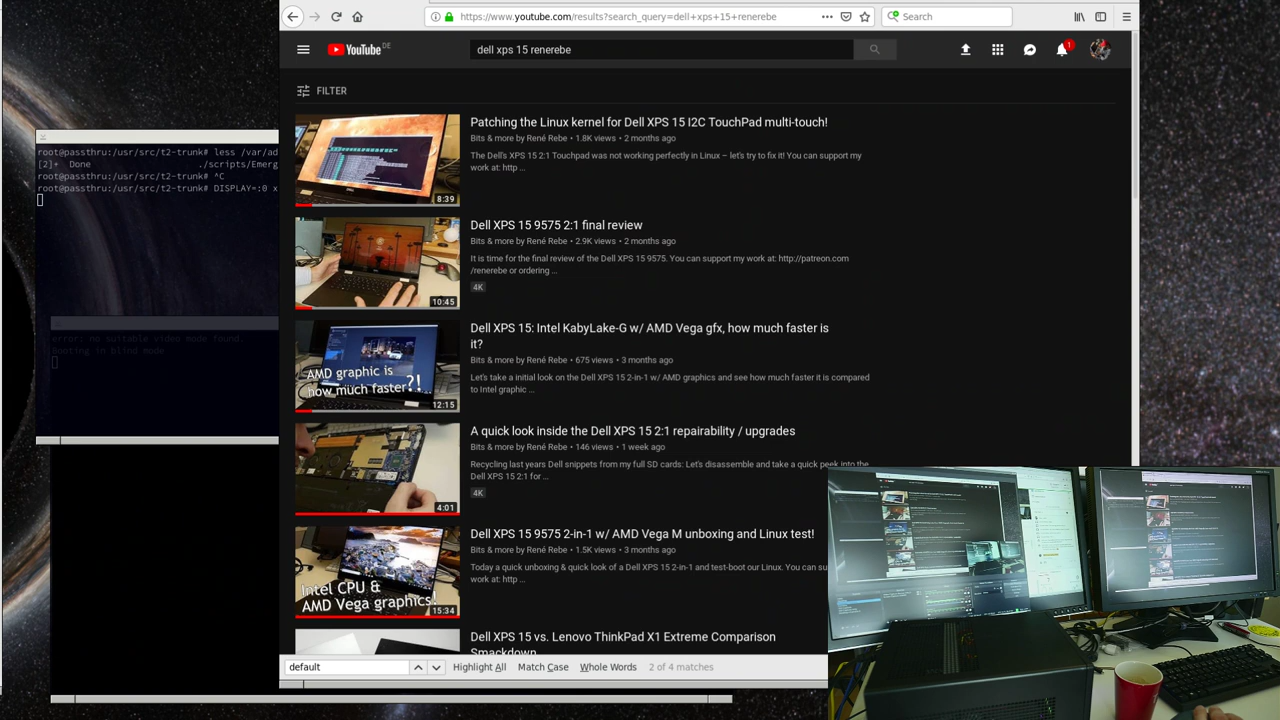 https://www.youtube.com/results?search_query=dell+xps+15+renerebe
Search
YouTube DE
dell xps 15 renerebe
1
FILTER
root@passthru:/usr/src/t2-trunk# less /var/ad
[2]+ Done ./scripts/Emerg
root@passthru:/usr/src/t2-trunk# ^C
root@passthru:/usr/src/t2-trunk# DISPLAY=:0 x
error: no suitable video mode found.
booting in blind mode
Patching the Linux kernel for Dell XPS 15 I2C TouchPad multi-touch!
Bits & more by René Rebe • 1.8K views • 2 months ago
The Dell's XPS 15 2:1 Touchpad was not working perfectly in Linux – let's try to fix it! You can support my
work at: http ...
8:39
Dell XPS 15 9575 2:1 final review
Bits & more by René Rebe • 2.9K views • 2 months ago
It is time for the final review of the Dell XPS 15 9575. You can support my work at: http://patreon.com
/renerebe or ordering ...
4K
10:45
Dell XPS 15: Intel KabyLake-G w/ AMD Vega gfx, how much faster is
it?
Bits & more by René Rebe • 675 views • 3 months ago
Let's take a initial look on the Dell XPS 15 2-in-1 w/ AMD graphics and see how much faster it is compared
to Intel graphic ...
AMD graphic is
how much faster?!
12:15
A quick look inside the Dell XPS 15 2:1 repairability / upgrades
Bits & more by René Rebe • 146 views • 1 week ago
Recycling last years Dell snippets from my full SD cards: Let's disassemble and take a quick peek into the
Dell XPS 15 2:1 for ...
4K
4:01
Dell XPS 15 9575 2-in-1 w/ AMD Vega M unboxing and Linux test!
Bits & more by René Rebe • 1.5K views • 3 months ago
Today a quick unboxing & quick look of a Dell XPS 15 2-in-1 and test-boot our Linux. You can su
work at: http ...
Intel CPU &
AMD Vega graphics!
15:34
Dell XPS 15 vs. Lenovo ThinkPad X1 Extreme Comparison
Smackdown
default
Highlight All
Match Case
Whole Words
2 of 4 matches